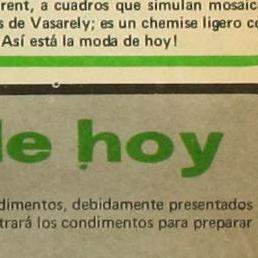 rent, a cuadros que simulan mosaic
s de Vasarely; es un chemise ligero c
Así está la moda de hoy!
de hoy
dimentos, debidamente presentados
trará los condimentos para preparar